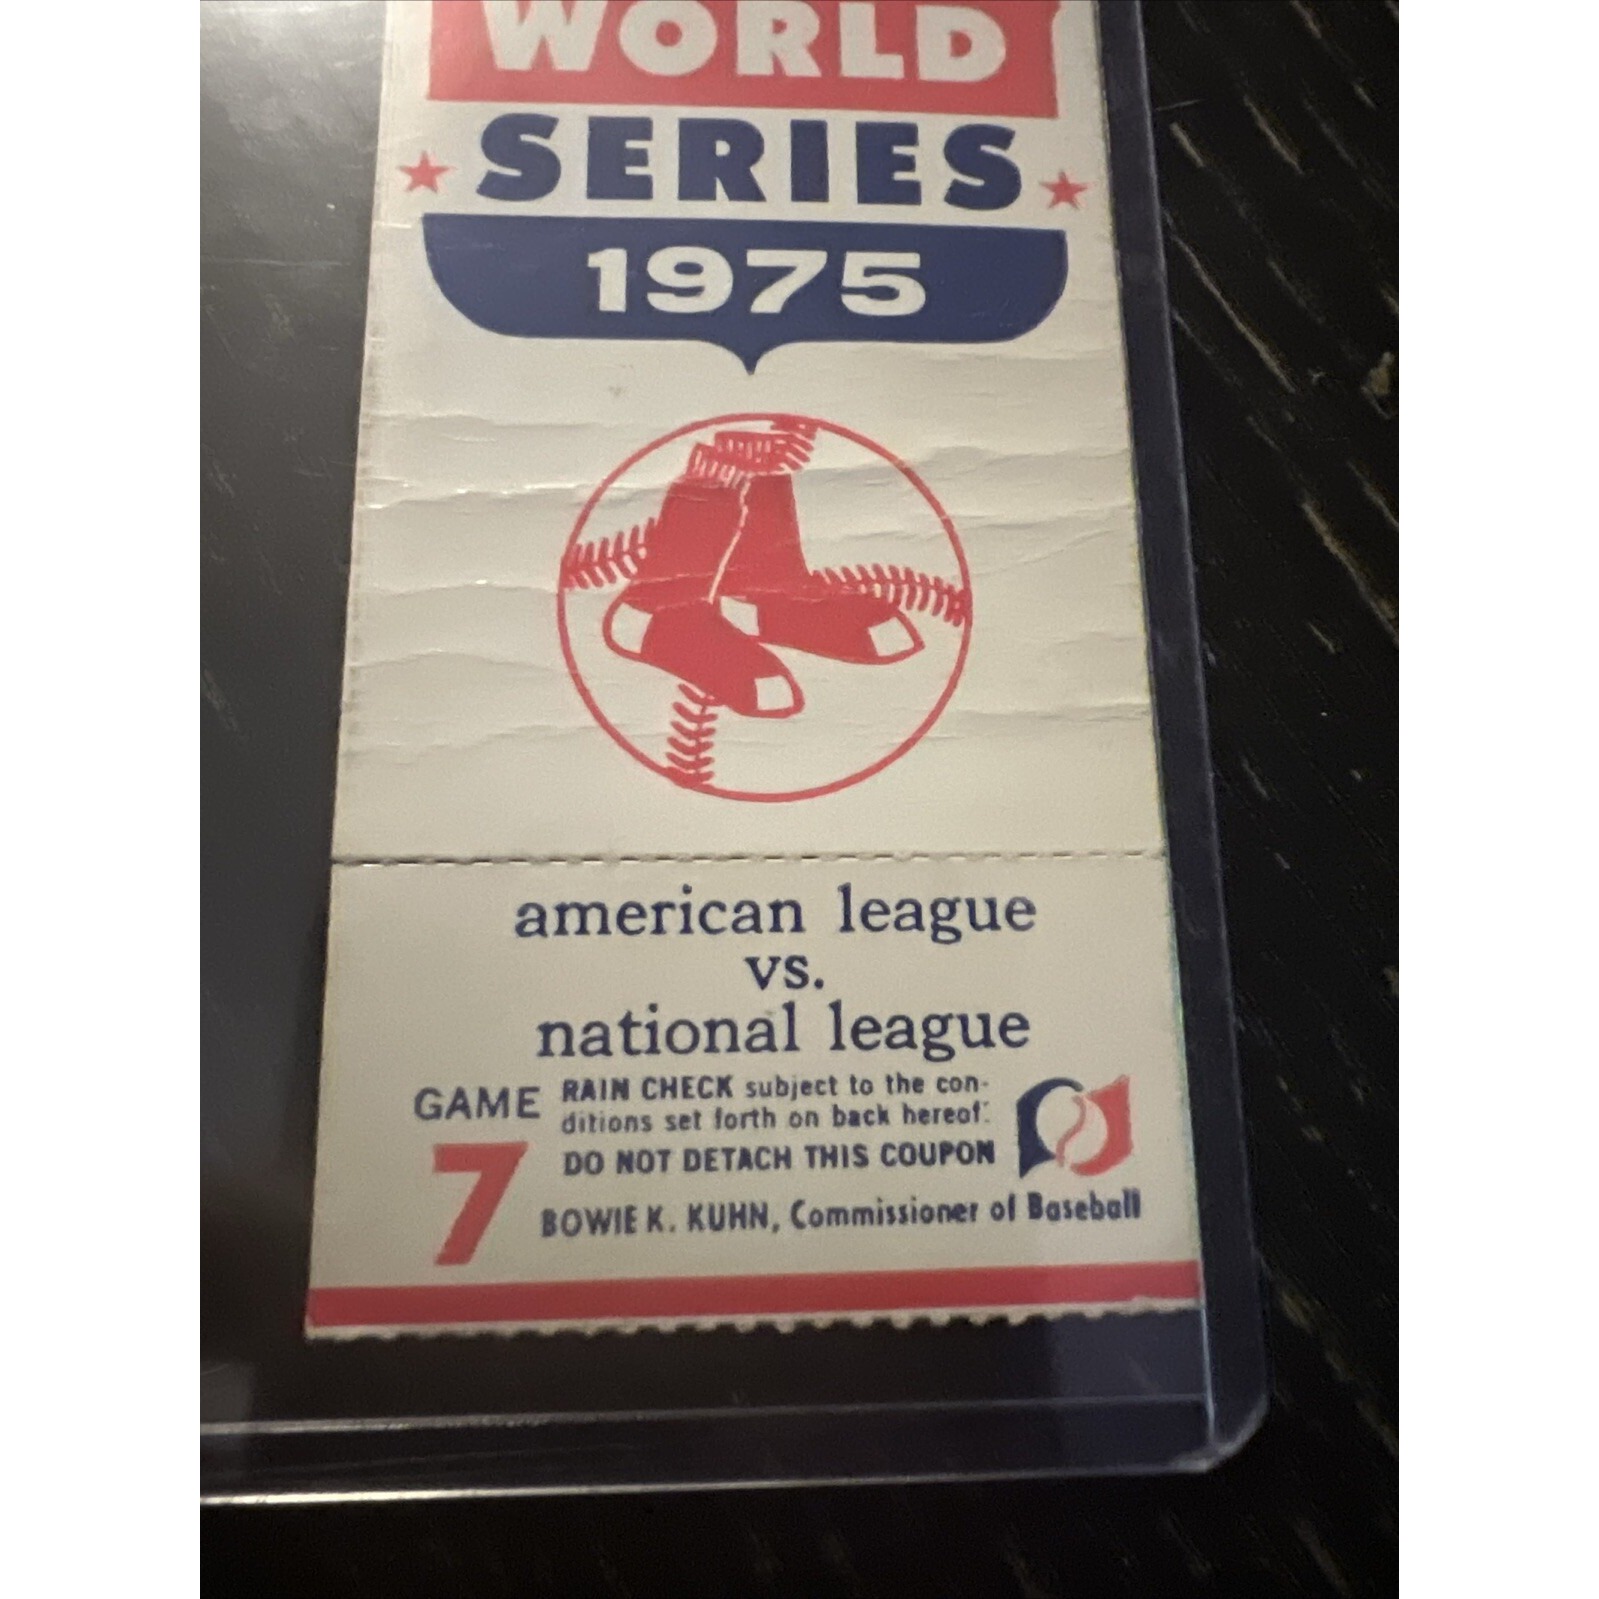 WORLD
SERIES
1975
american league
vs.
national league
GAME
7
RAIN CHECK subject to the con-
ditions set forth on back hereof.
DO NOT DETACH THIS COUPON
BOWIE K. KUHN, Commissioner of Baseball